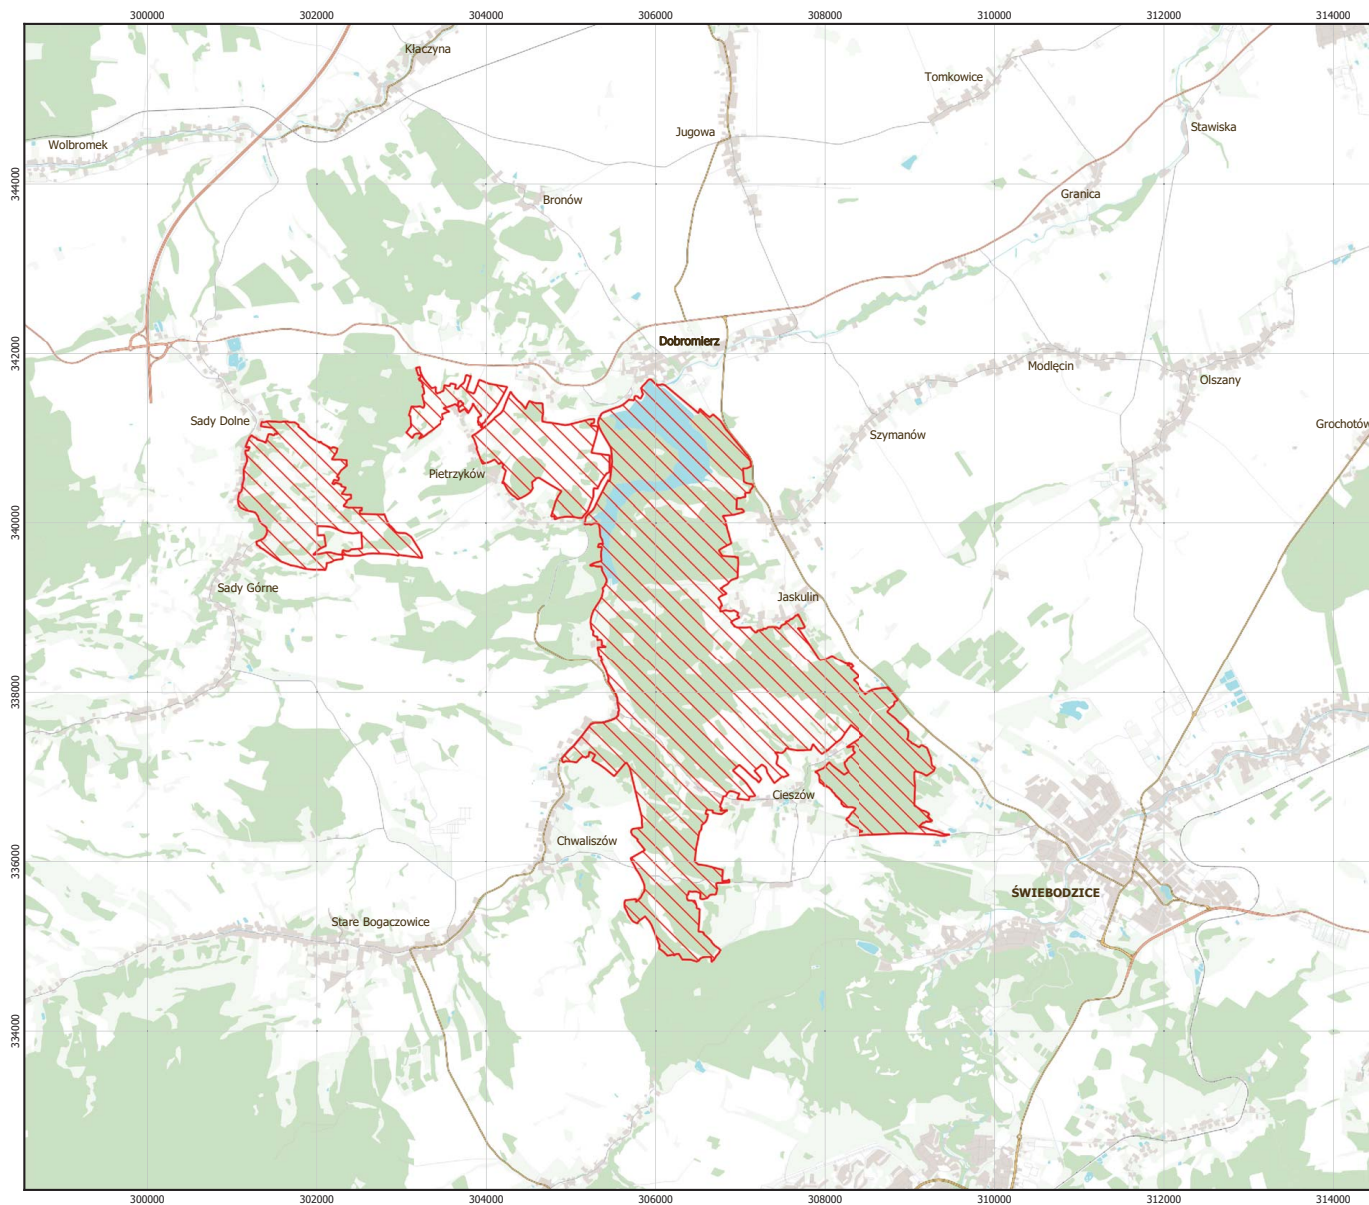 300000 302000 304000 306000 308000 310000 312000 314000
Kłaczyna
Tomkowice
Jugowa
Stawiska
Wolbromek
344000
Bronów
Granica
342000
Dobromierz
Modlęcin
Olszany
Sady Dolne
Grochotów
Szymanów
Pietrzyków
340000
Sady Górne
Jaskulin
338000
Cieszów
Chwaliszów
336000
ŚWIEBODZICE
Stare Bogaczowice
334000
300000 302000 304000 306000 308000 310000 312000 314000